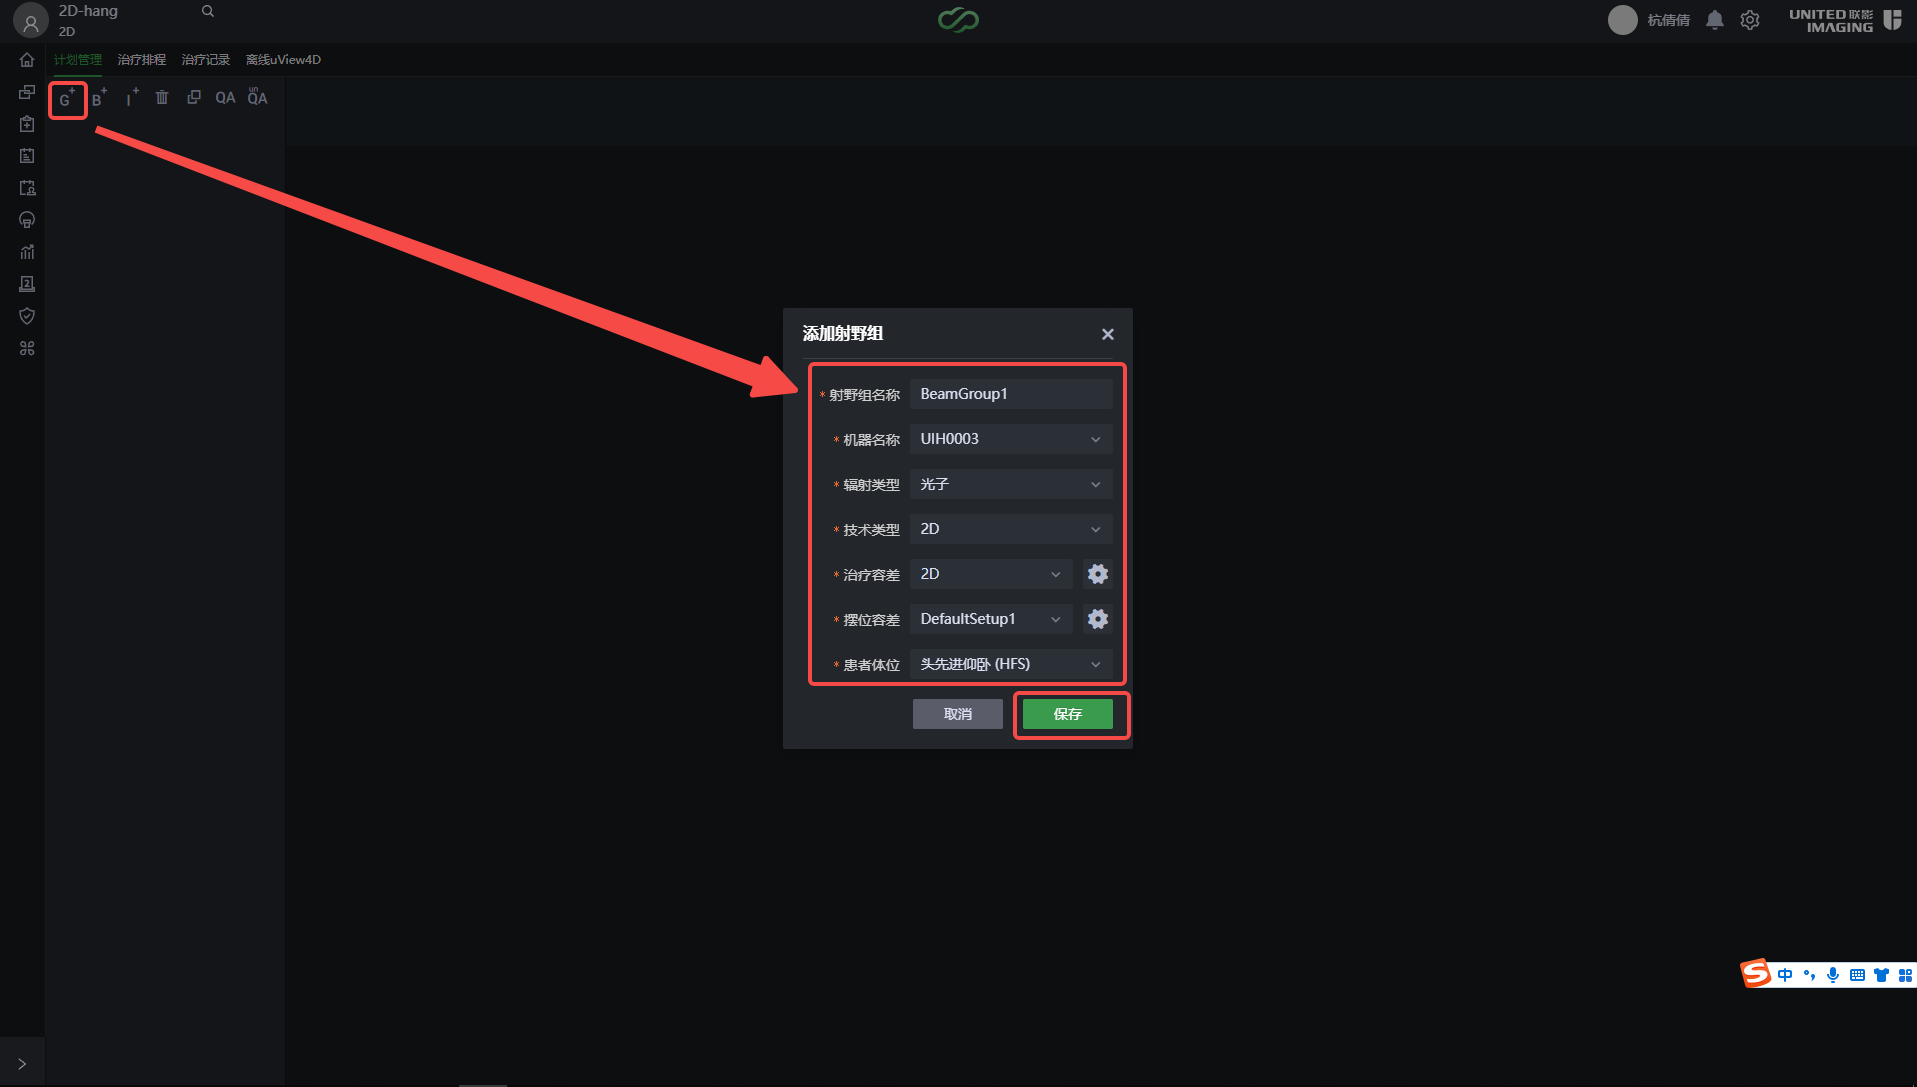 2D-hang
2D
杭倩倩
UNITED 联影
IMAGING
计划管理 治疗排程 治疗记录 离线uView4D
G+ B+ I+ QA unQA
添加射野组
* 射野组名称 BeamGroup1
* 机器名称 UIH0003
* 辐射类型 光子
* 技术类型 2D
* 治疗容差 2D
* 摆位容差 DefaultSetup1
* 患者体位 头先进仰卧 (HFS)
取消 保存
S 中 °,